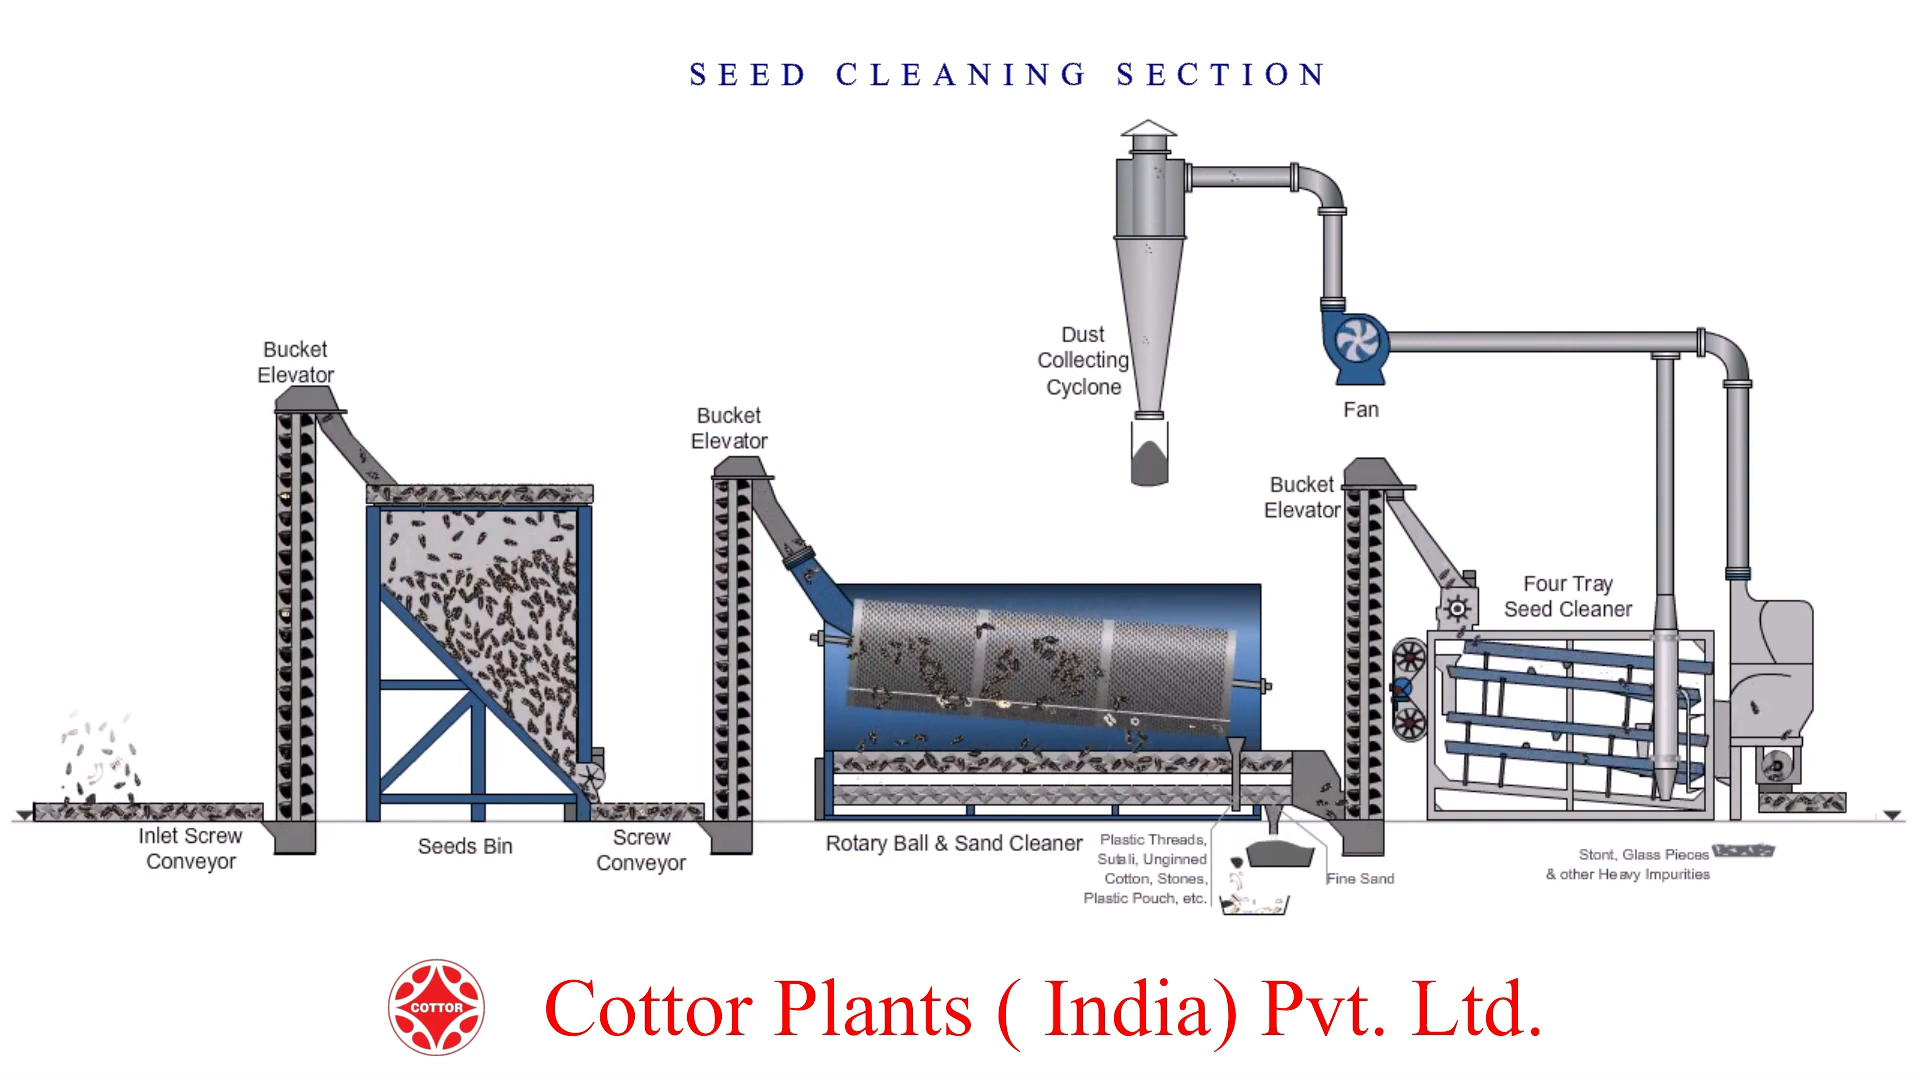 SEED CLEANING SECTION
Bucket
Elevator
Bucket
Elevator
Dust
Collecting
Cyclone
Fan
Bucket
Elevator
Four Tray
Seed Cleaner
Inlet Screw
Conveyor
Seeds Bin
Screw
Conveyor
Rotary Ball & Sand Cleaner
Plastic Threads,
Sutali, Unginned
Cotton, Stones,
Plastic Pouch, etc.
Fine Sand
Stont, Glass Pieces
& other Heavy Impurities
COTTOR
Cottor Plants ( India) Pvt. Ltd.